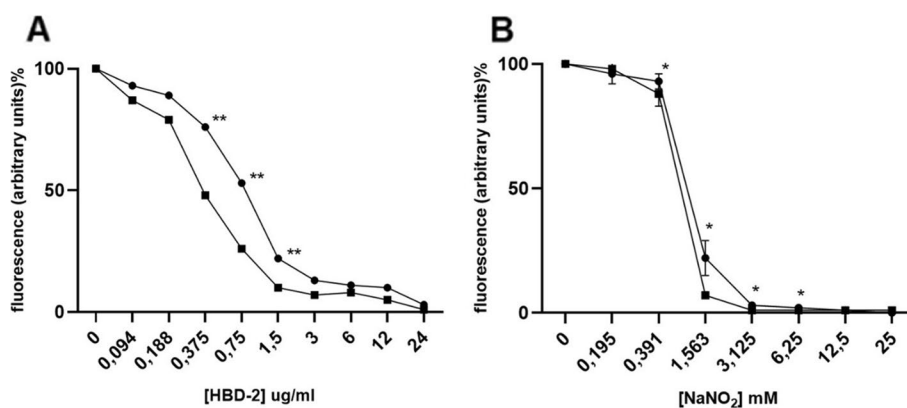 A
fluorescence (arbitrary units)%
100
50
0
**
**
**
0 0,094 0,188 0,375 0,75 1,5 3 6 12 24
[HBD-2] ug/ml
B
fluorescence (arbitrary units)%
100
50
0
*
*
*
*
0 0,195 0,391 1,563 3,125 6,25 12,5 25
[NaNO₂] mM